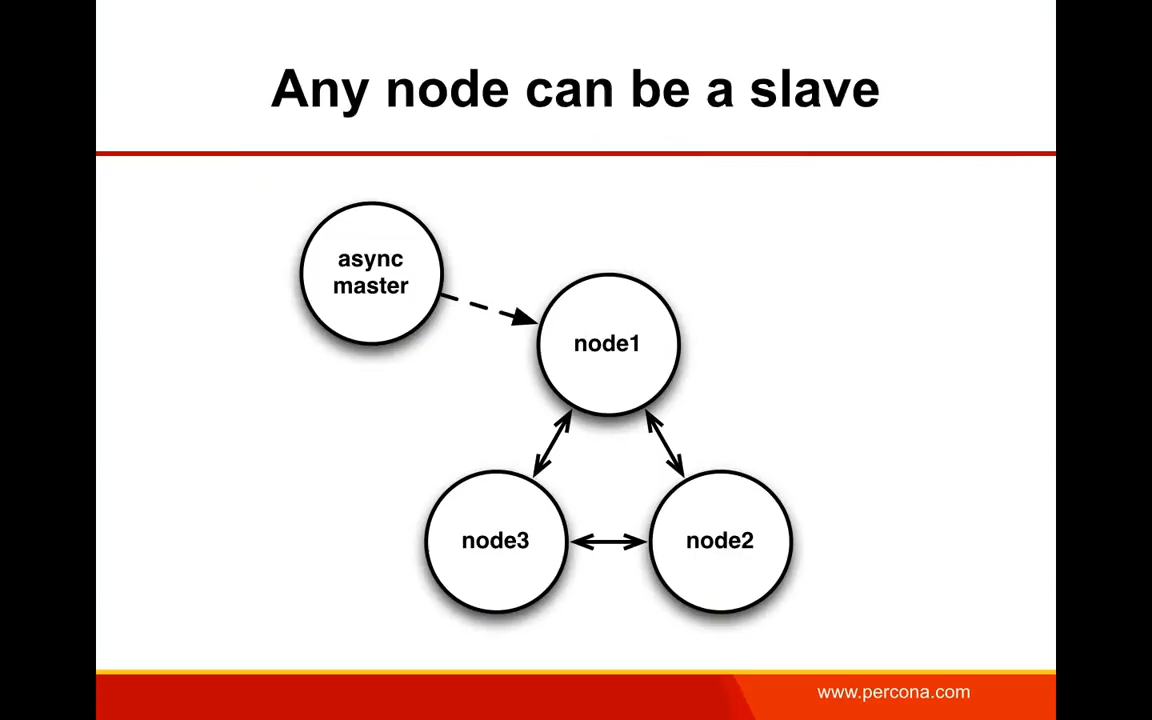 Any node can be a slave
async
master
node1
node3
node2
www.percona.com